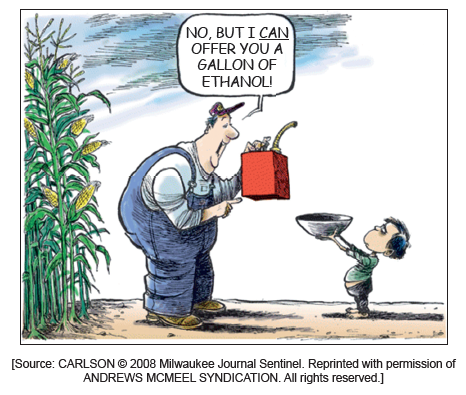 NO, BUT I CAN
OFFER YOU A
GALLON OF
ETHANOL!
[Source: CARLSON © 2008 Milwaukee Journal Sentinel. Reprinted with permission of
ANDREWS MCMEEL SYNDICATION. All rights reserved.]